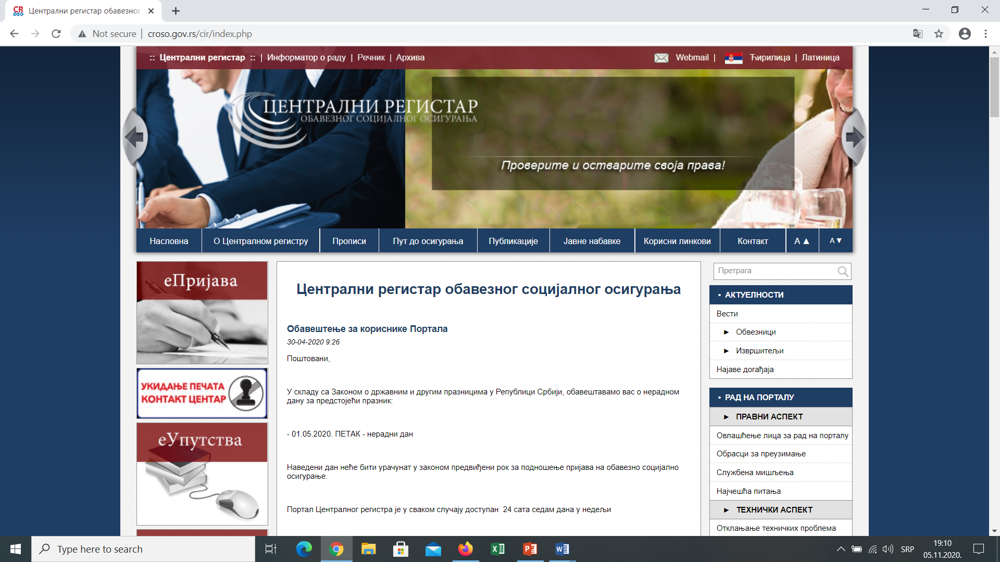 Централни регистар обавезног
Not secure | croso.gov.rs/cir/index.php
:: Централни регистар :: | Информатор о раду | Речник | Архива
Webmail | Ћирилица | Латиница
ЦЕНТРАЛНИ РЕГИСТАР
ОБАВЕЗНОГ СОЦИЈАЛНОГ ОСИГУРАЊА
Проверите и остварите своја права!
Насловна О Централном регистру Прописи Пут до осигурања Публикације Јавне набавке Корисни линкови Контакт A ▲ A ▼
еПријава
УКИДАЊЕ ПЕЧАТА
КОНТАКТ ЦЕНТАР
еУпутства
Централни регистар обавезног социјалног осигурања
Обавештење за кориснике Портала
30-04-2020 9:26
Поштовани,
У складу са Законом о државним и другим празницима у Републици Србији, обавештавамо вас о нерадном
дану за предстојећи празник:
- 01.05.2020. ПЕТАК - нерадни дан
Наведени дан неће бити урачунат у законом предвиђени рок за подношење пријава на обавезно социјално
осигурање.
Портал Централног регистра је у сваком случају доступан 24 сата седам дана у недељи
Претрага
• АКТУЕЛНОСТИ
Вести
► Обвезници
► Извршитељи
Најаве догађаја
• РАД НА ПОРТАЛУ
► ПРАВНИ АСПЕКТ
Овлашћење лица за рад на порталу
Обрасци за преузимање
Службена мишљења
Најчешћа питања
► ТЕХНИЧКИ АСПЕКТ
Отклањање техничких проблема
Type here to search
SRP
19:10
05.11.2020.